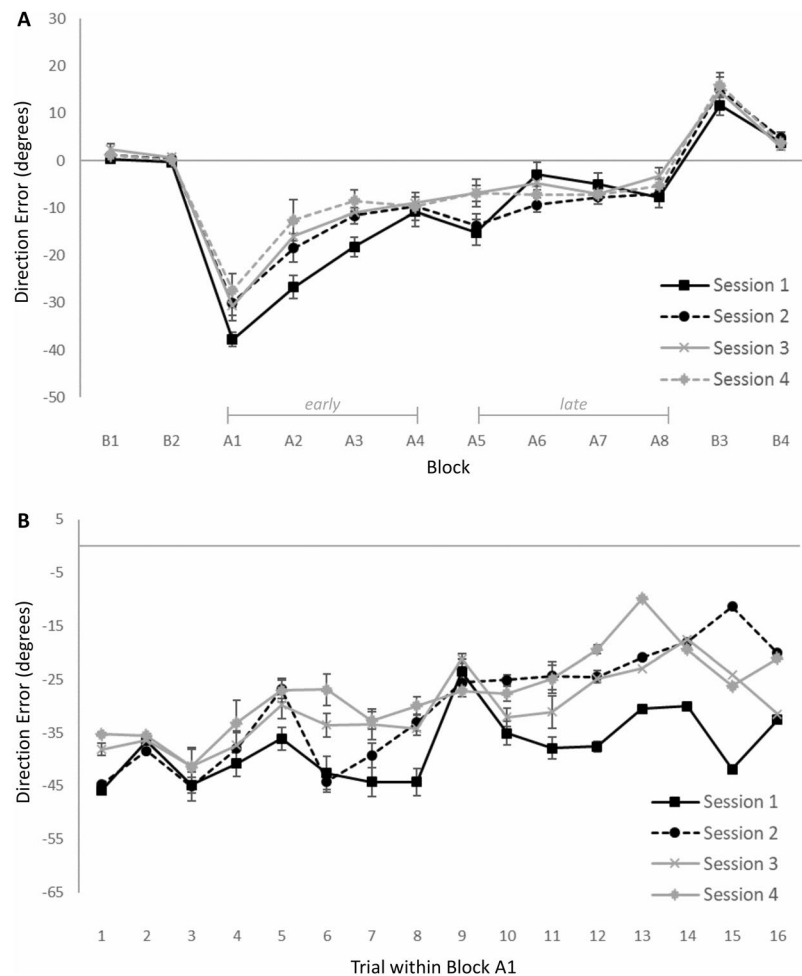 A
30
20
10
0
-10
-20
-30
-40
-50
Direction Error (degrees)
Session 1
Session 2
Session 3
Session 4
early late
B1 B2 A1 A2 A3 A4 A5 A6 A7 A8 B3 B4
Block
B
5
-5
-15
-25
-35
-45
-55
-65
Direction Error (degrees)
Session 1
Session 2
Session 3
Session 4
1 2 3 4 5 6 7 8 9 10 11 12 13 14 15 16
Trial within Block A1